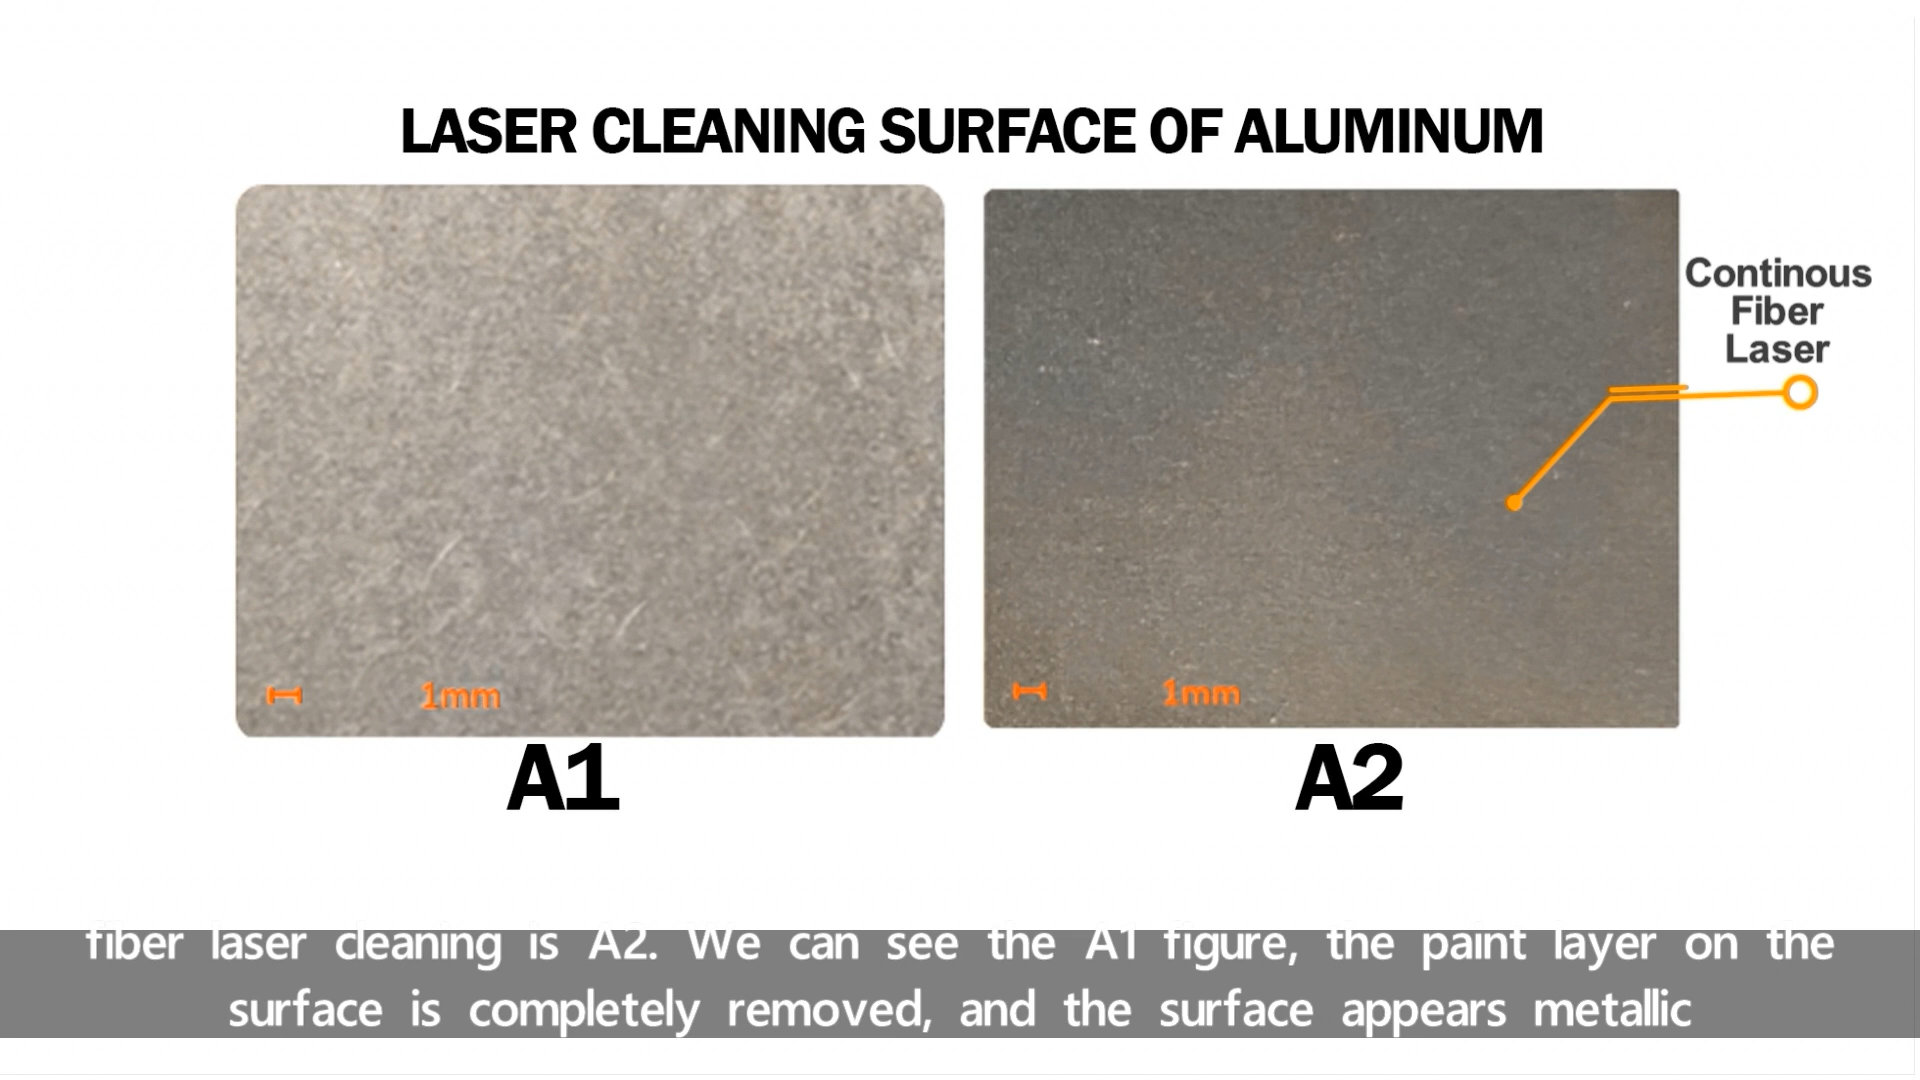 LASER CLEANING SURFACE OF ALUMINUM
Continous
Fiber
Laser
1mm
1mm
A1
A2
fiber laser cleaning is A2. We can see the A1 figure, the paint layer on the
surface is completely removed, and the surface appears metallic